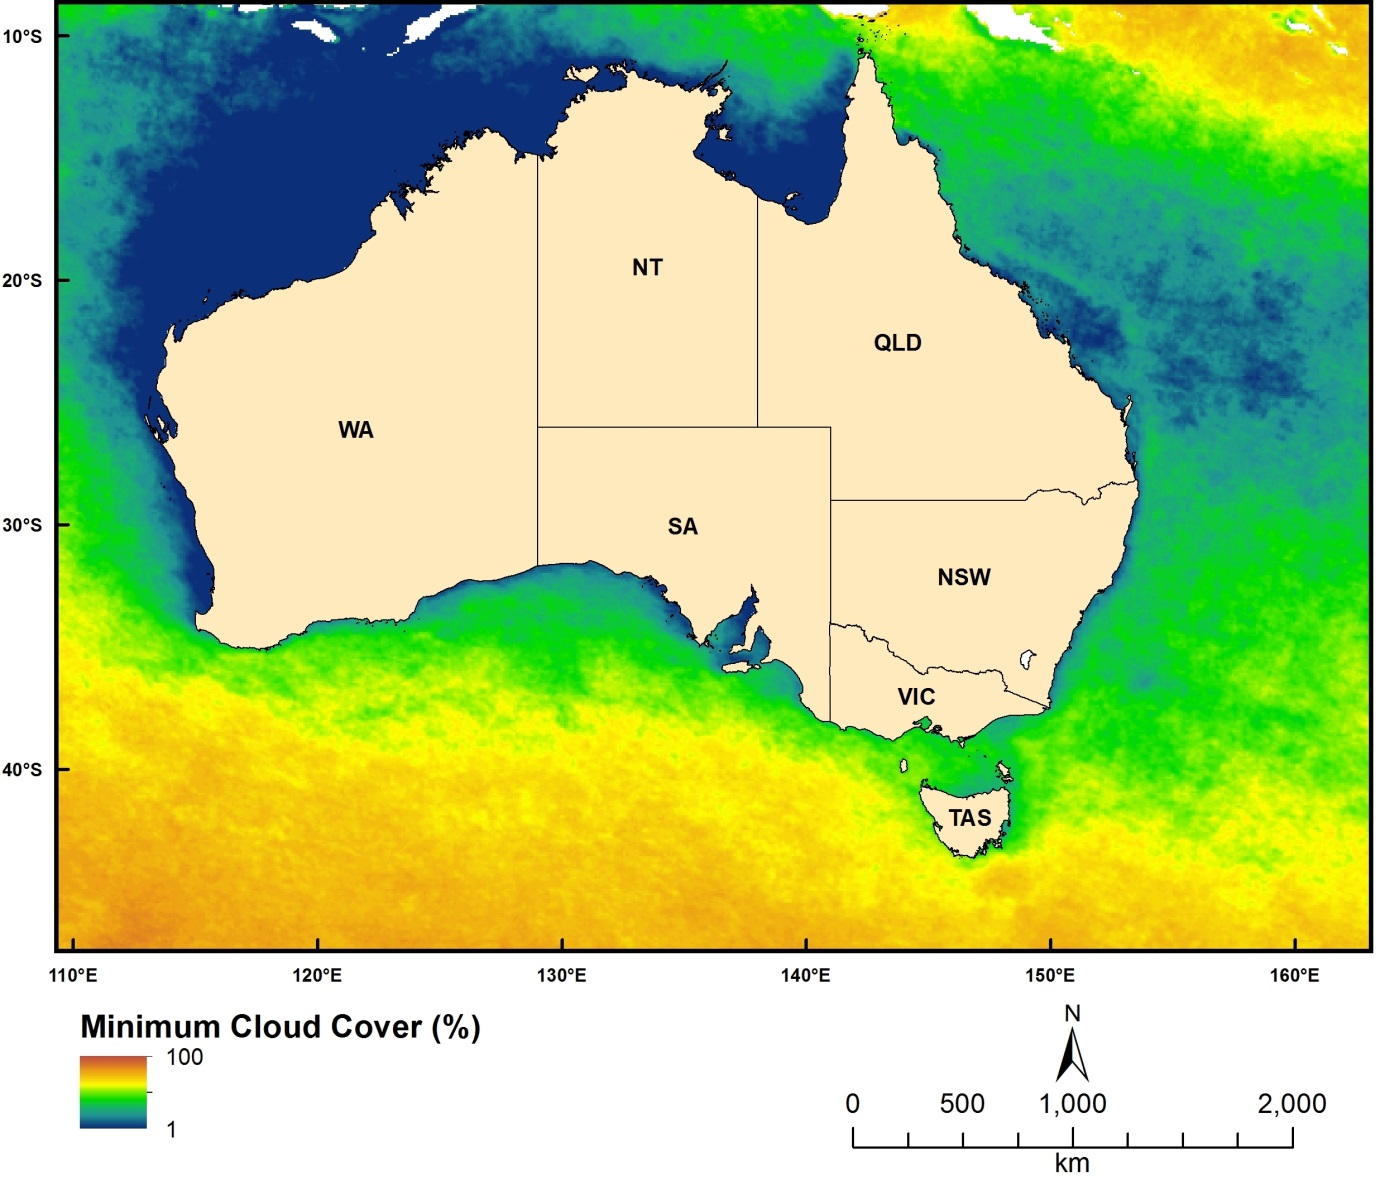 10°S
NT
20°S
QLD
WA
30°S
SA
NSW
VIC
40°S
TAS
110°E 120°E 130°E 140°E 150°E 160°E
Minimum Cloud Cover (%)
100
1
N
0 500 1,000 2,000
km